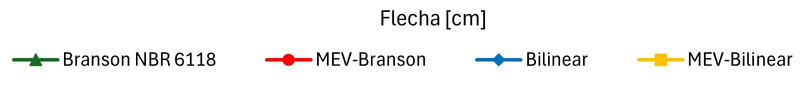 Flecha [cm]
Branson NBR 6118 MEV-Branson Bilinear MEV-Bilinear